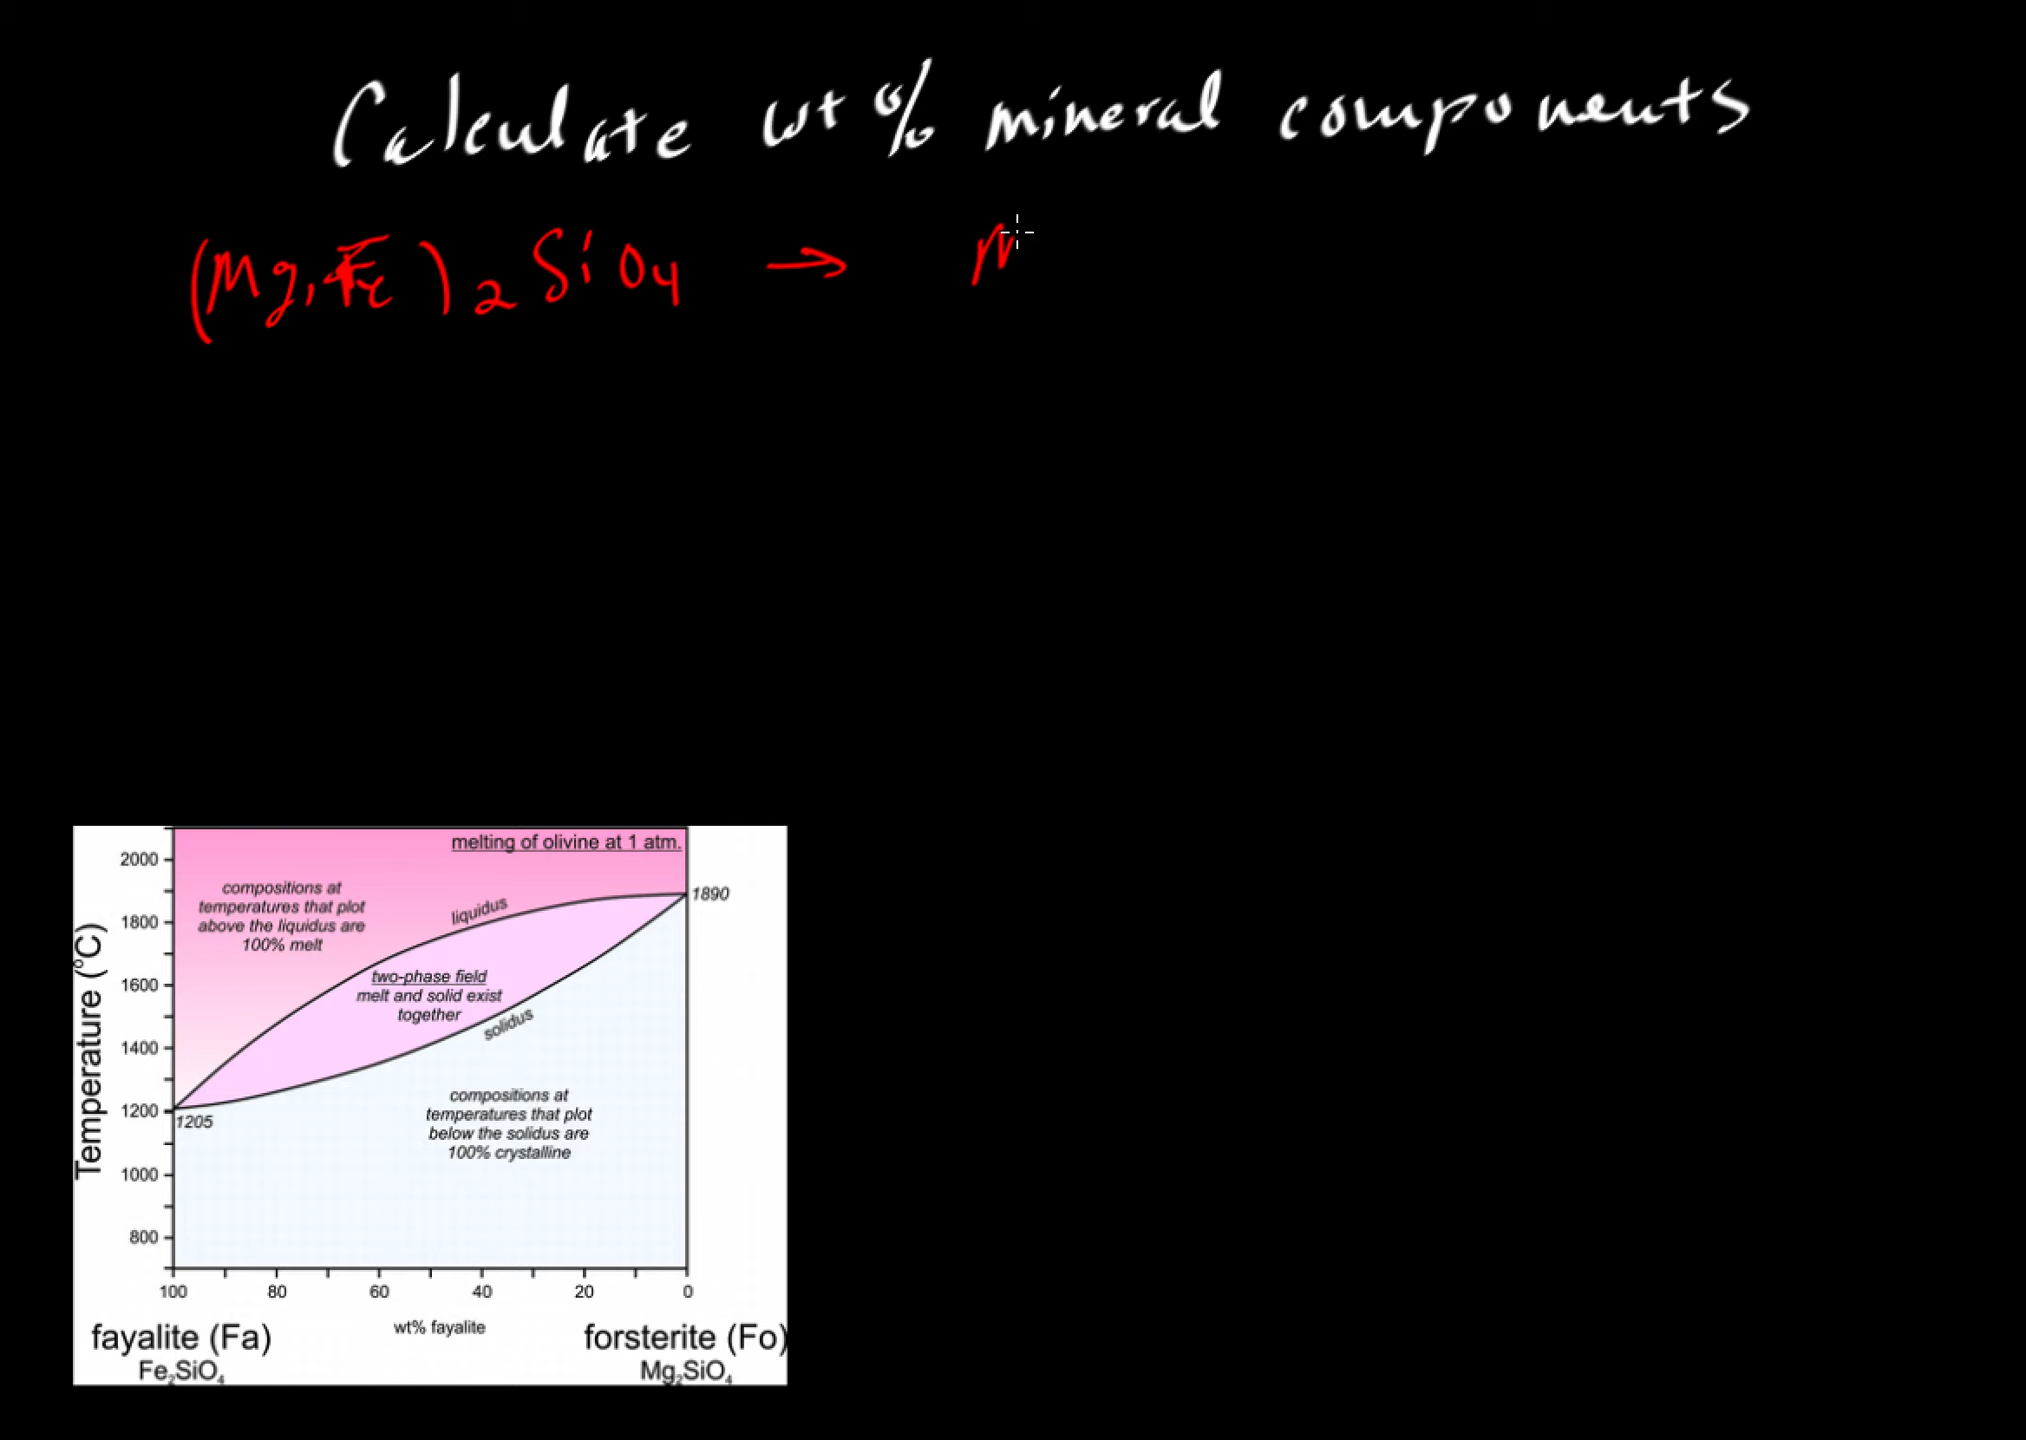 Calculate wt % mineral components
(Mg, Fe)₂ SiO₄ →
melting of olivine at 1 atm.
2000
1800
1600
1400
1200
1000
800
Temperature (°C)
compositions at
temperatures that plot
above the liquidus are
100% melt
liquidus
1890
two-phase field
melt and solid exist
together
solidus
compositions at
temperatures that plot
below the solidus are
100% crystalline
1205
100 80 60 40 20 0
wt% fayalite
fayalite (Fa) forsterite (Fo)
Fe₂SiO₄ Mg₂SiO₄